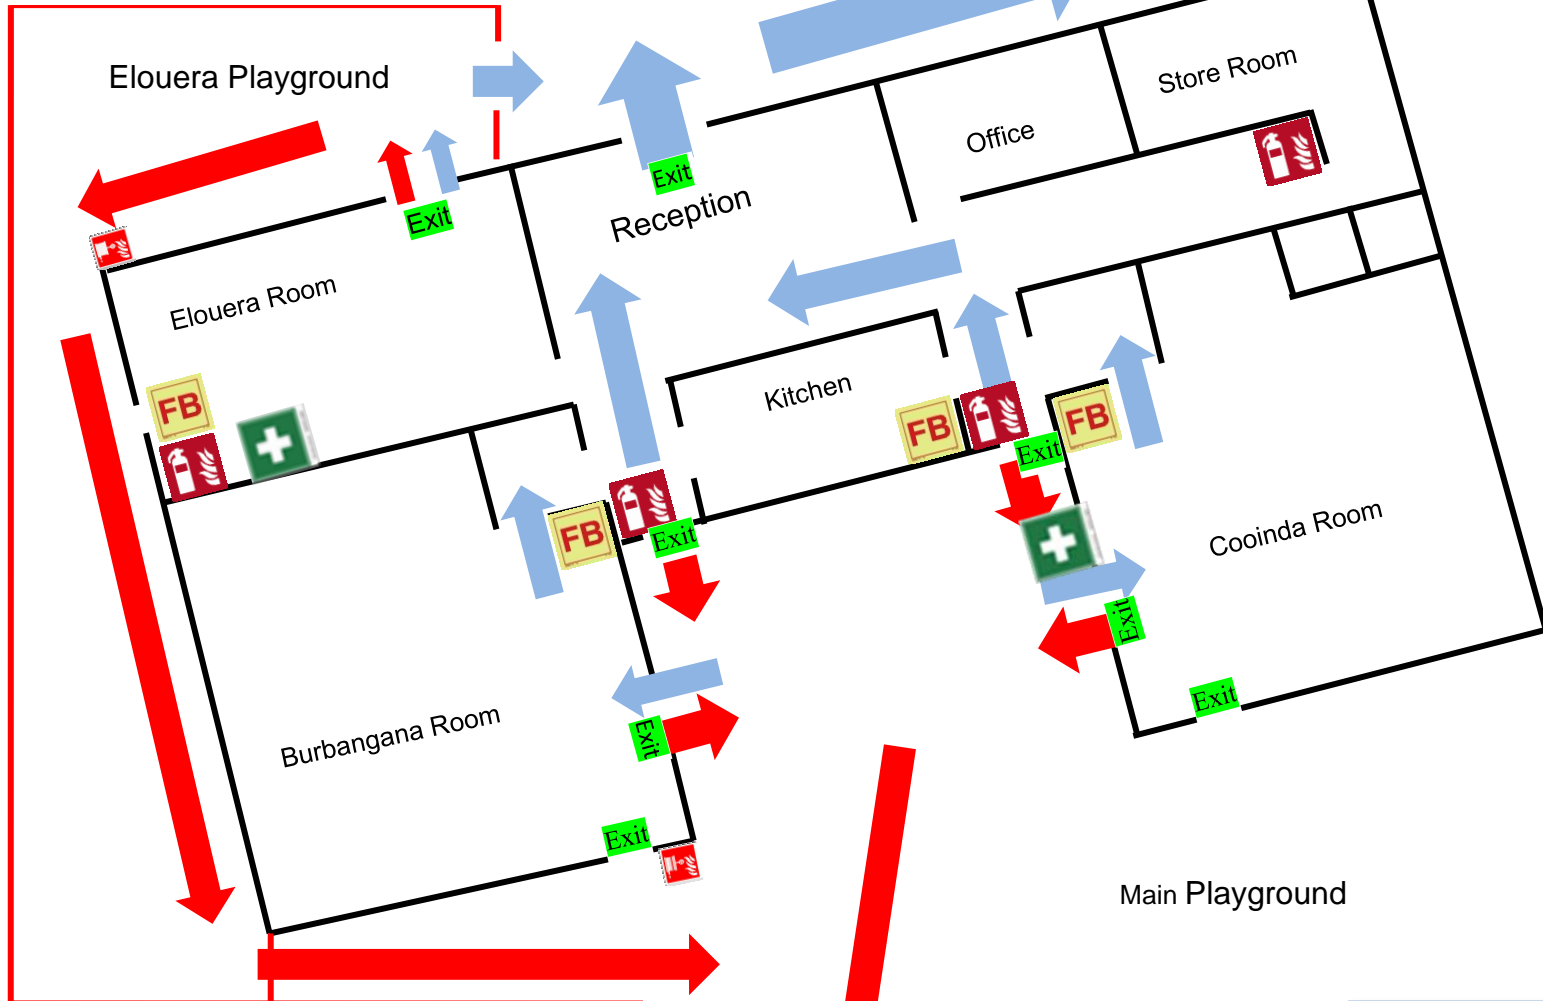 Elouera Playground
Store Room
Office
Exit
Exit
Reception
Elouera Room
Kitchen
FB
FB
FB
Exit
FB
Exit
Cooinda Room
Exit
Exit
Burbangana Room
Exit
Exit
Main Playground